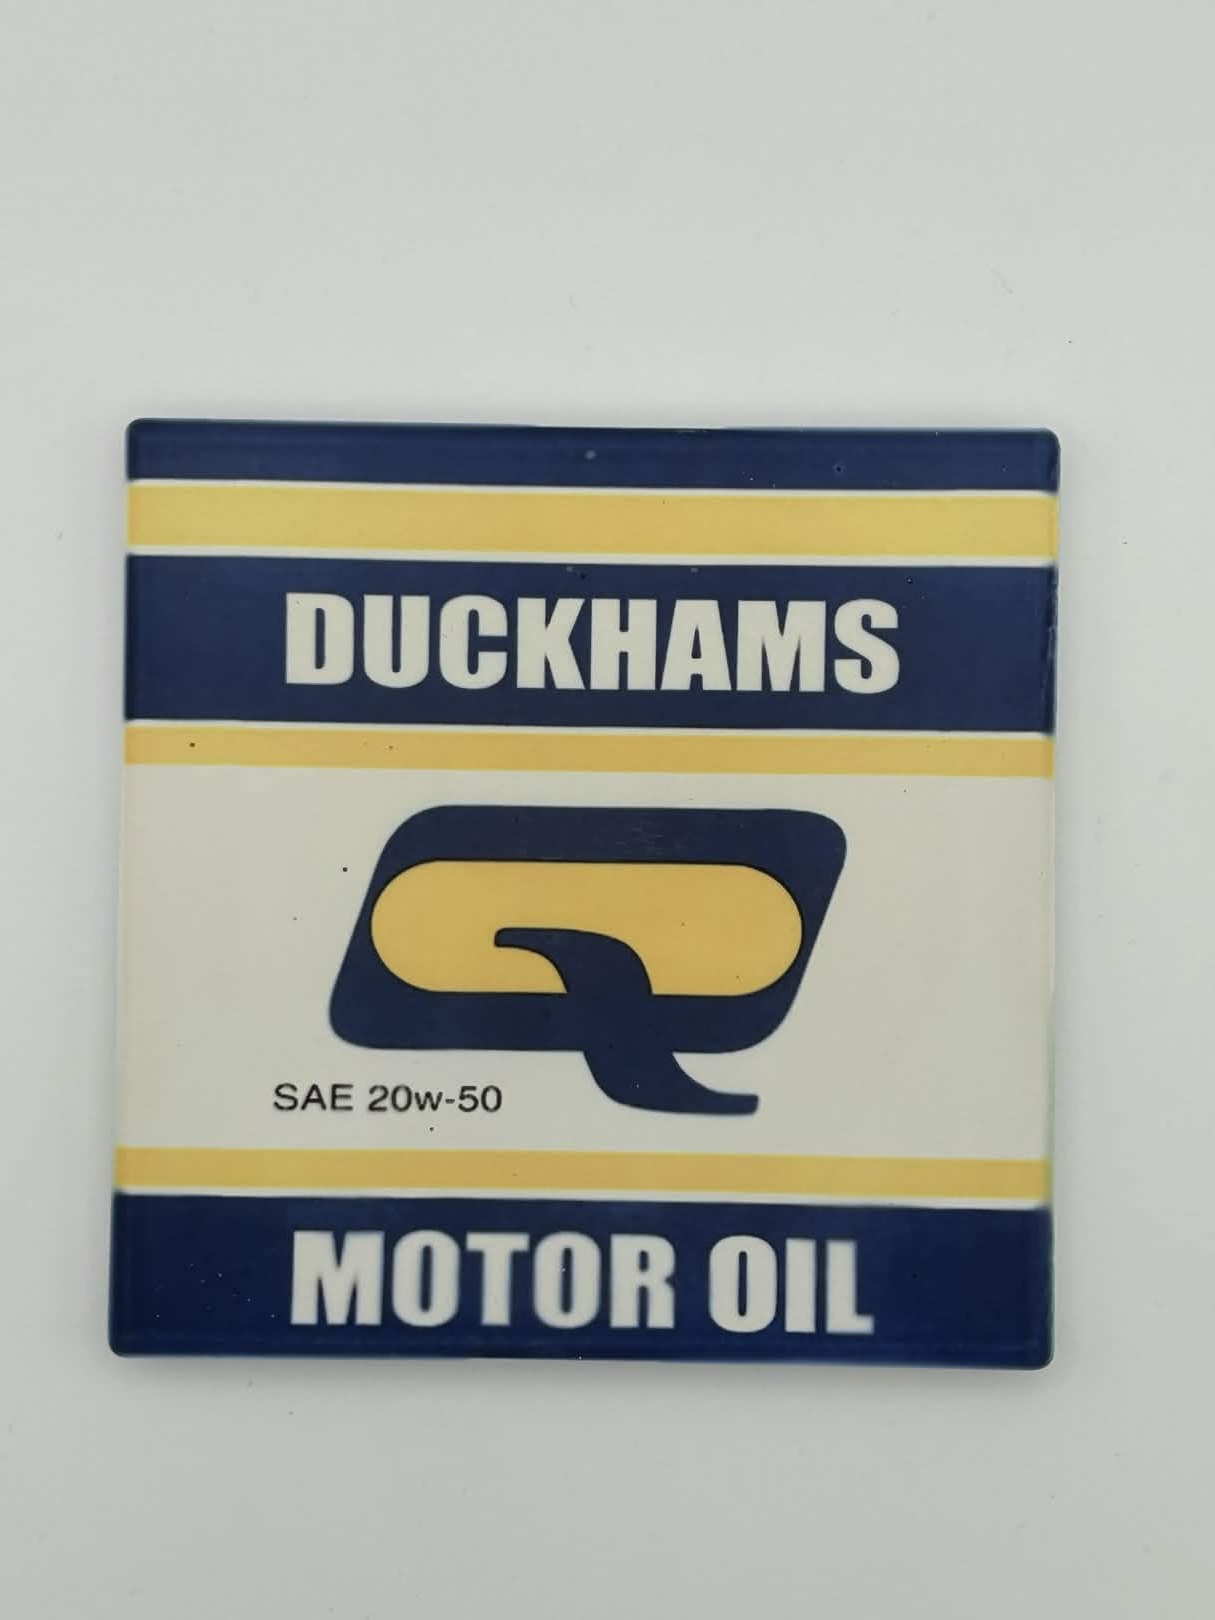 DUCKHAMS
Q
SAE 20w-50
MOTOR OIL